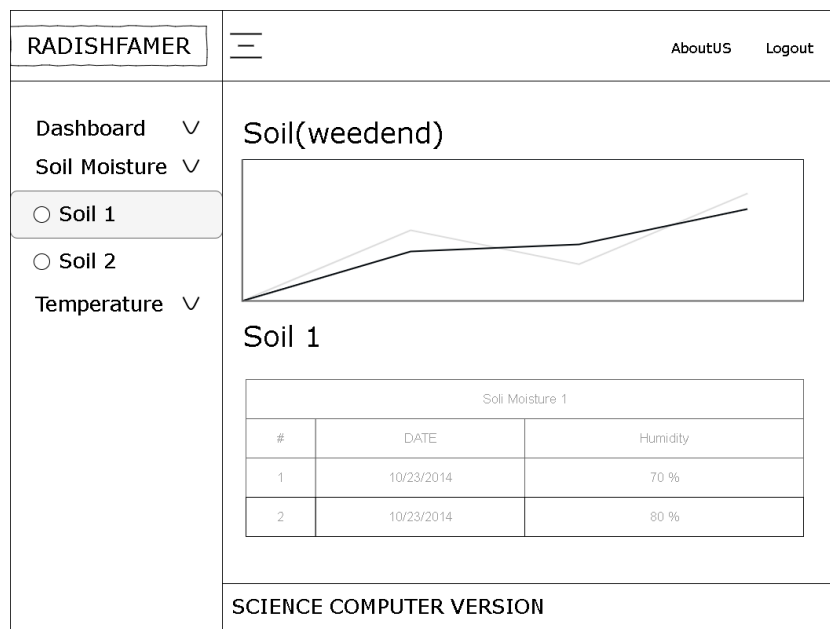 RADISHFAMER
AboutUS Logout
Dashboard
Soil Moisture
Soil 1
Soil 2
Temperature
Soil(weedend)
Soil 1
Soli Moisture 1
# DATE Humidity
1 10/23/2014 70 %
2 10/23/2014 80 %
SCIENCE COMPUTER VERSION